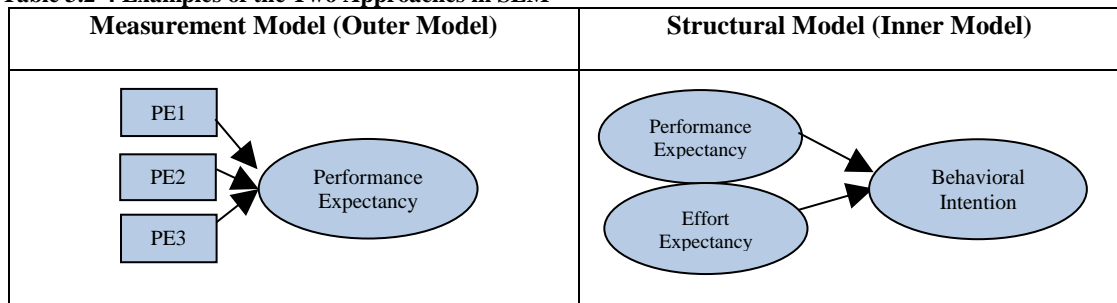 Table 3.2- 4 Examples of the Two Approaches in SEM
Measurement Model (Outer Model)
Structural Model (Inner Model)
PE1
PE2
PE3
Performance
Expectancy
Performance
Expectancy
Effort
Expectancy
Behavioral
Intention